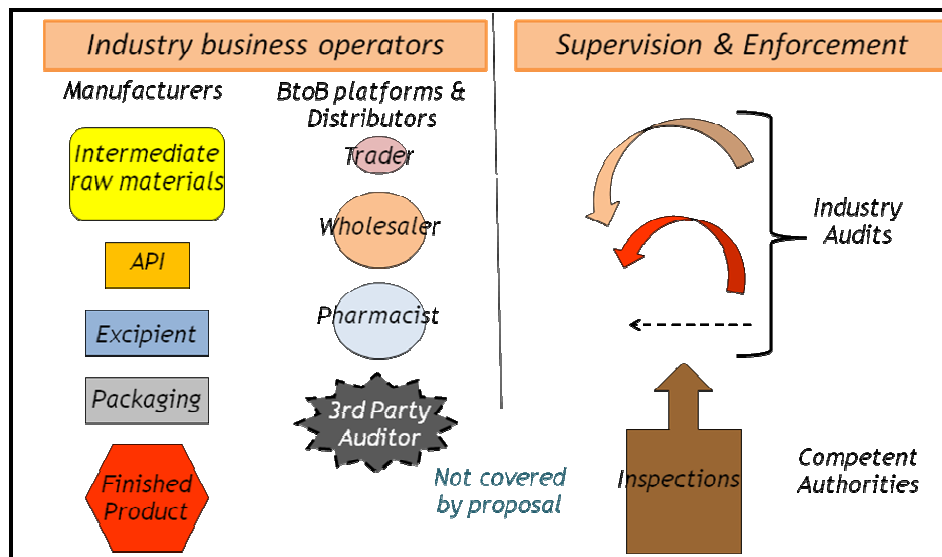 Industry business operators
Supervision & Enforcement
Manufacturers
BtoB platforms &
Distributors
Intermediate
raw materials
Trader
Wholesaler
API
Pharmacist
Excipient
Packaging
3rd Party
Auditor
Finished
Product
Not covered
by proposal
Industry
Audits
Inspections
Competent
Authorities